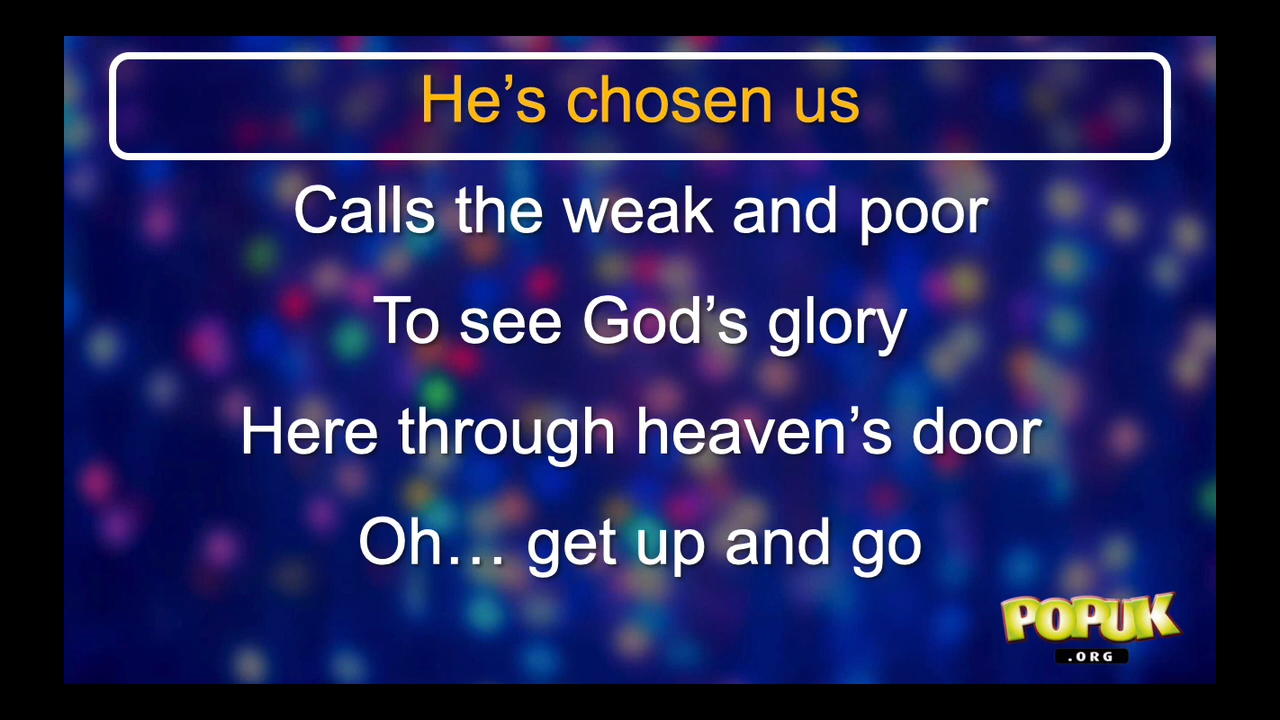 He’s chosen us
Calls the weak and poor
To see God’s glory
Here through heaven’s door
Oh… get up and go
POPUK
.ORG